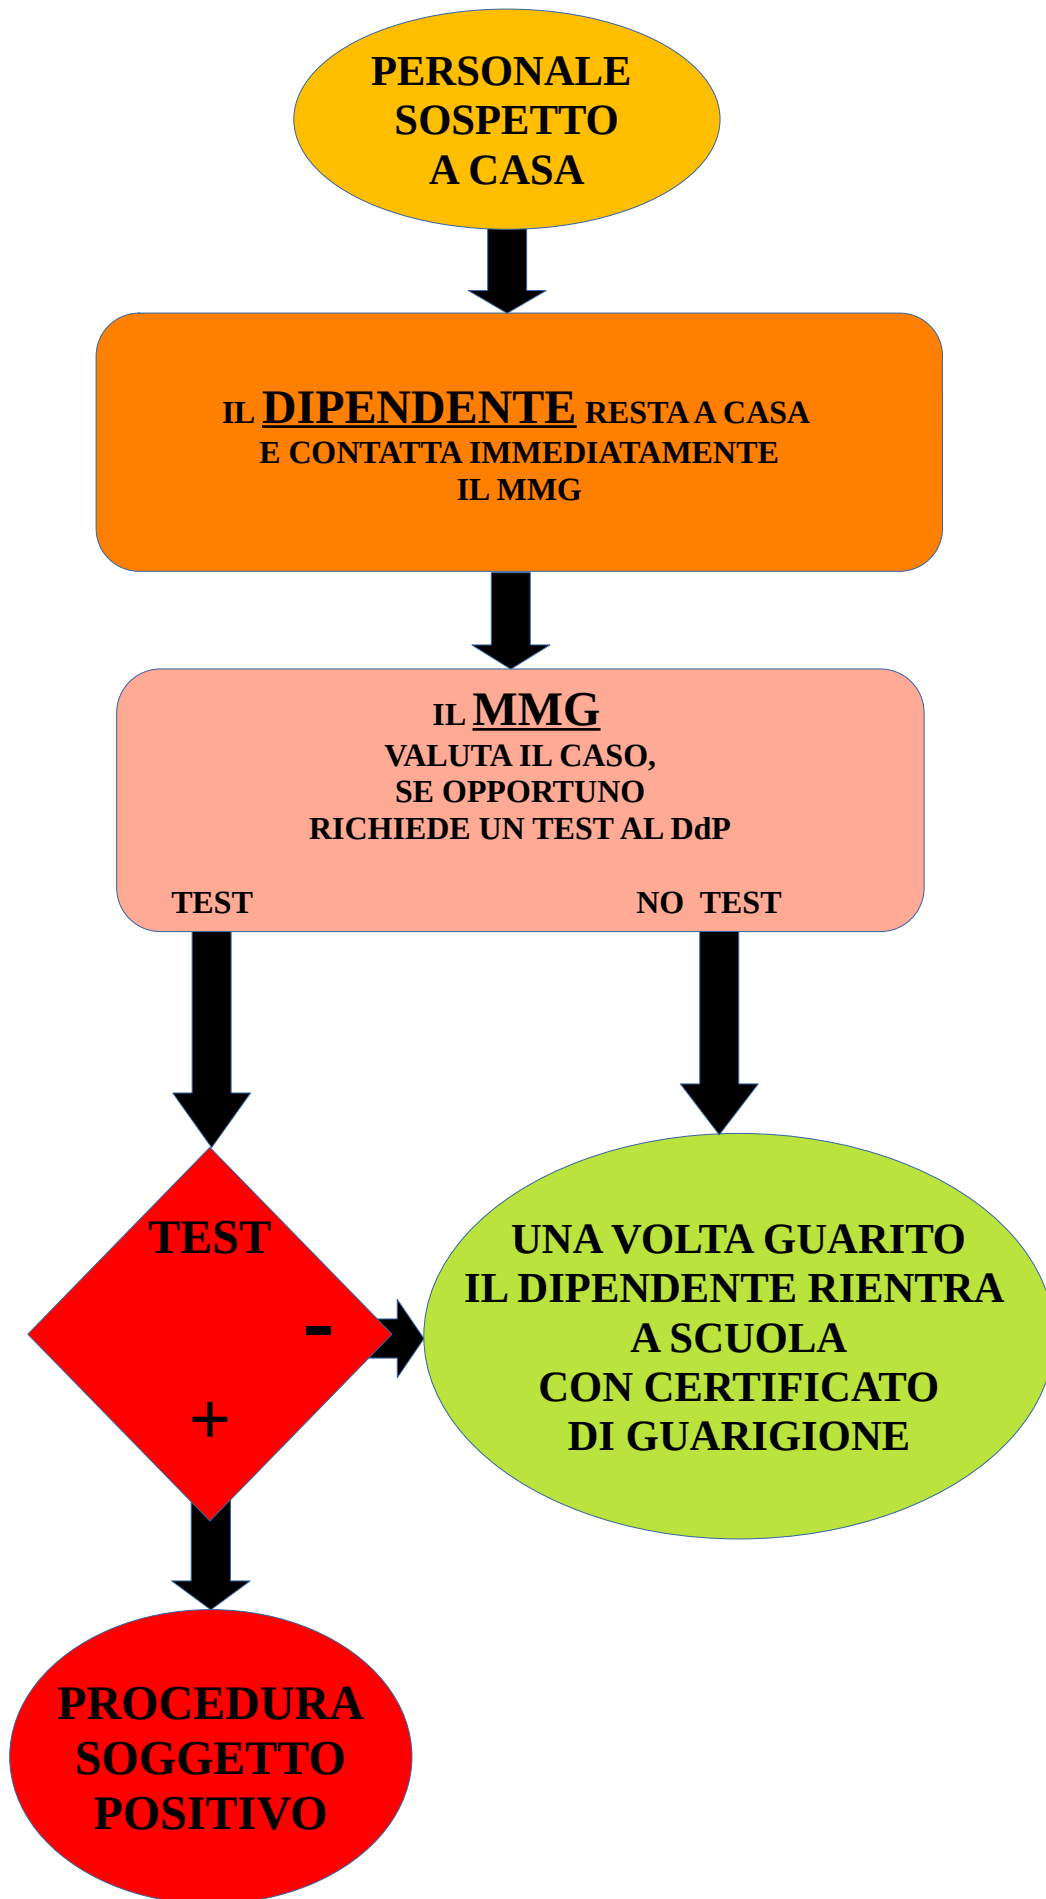 PERSONALE
SOSPETTO
A CASA
IL DIPENDENTE RESTA A CASA
E CONTATTA IMMEDIATAMENTE
IL MMG
IL MMG
VALUTA IL CASO,
SE OPPORTUNO
RICHIEDE UN TEST AL DdP
TEST NO TEST
TEST
-
+
UNA VOLTA GUARITO
IL DIPENDENTE RIENTRA
A SCUOLA
CON CERTIFICATO
DI GUARIGIONE
PROCEDURA
SOGGETTO
POSITIVO